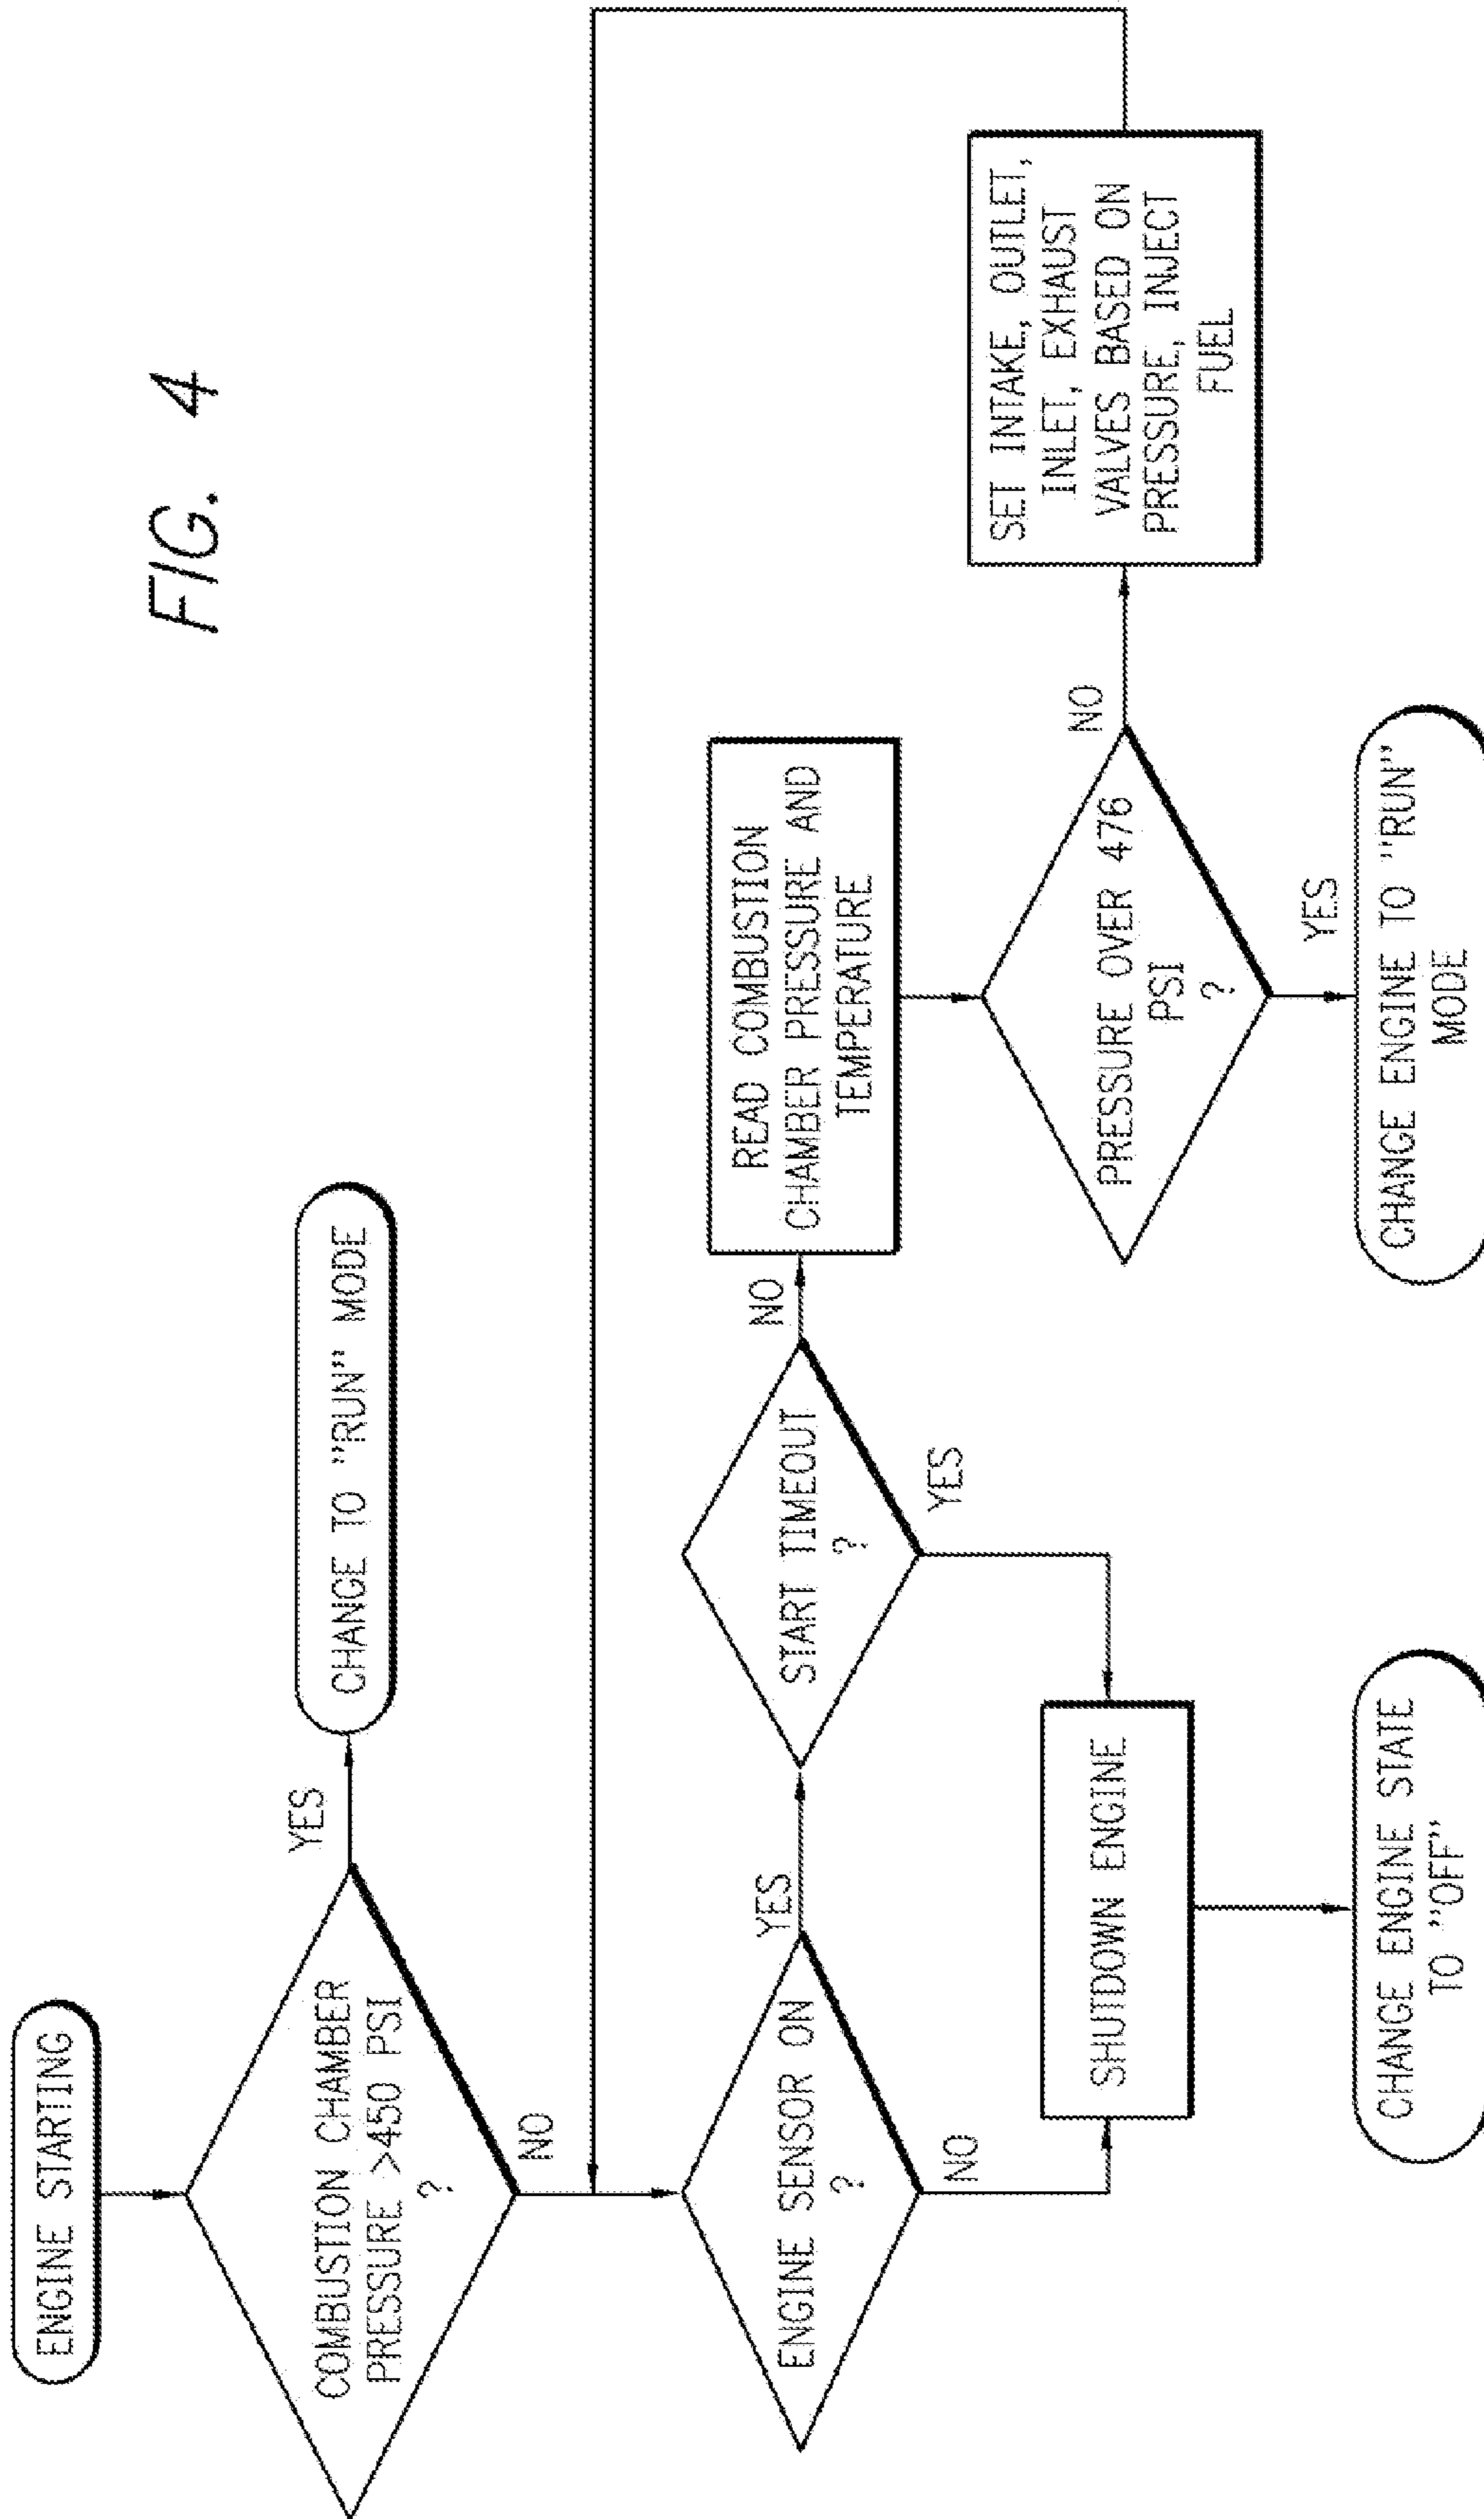 FIG. 4
ENGINE STARTING
COMBUSTION CHAMBER
PRESSURE >450 PSI
?
YES
CHANGE TO "RUN" MODE
NO
ENGINE SENSOR ON
?
YES
NO
START TIMEOUT
?
NO
YES
READ COMBUSTION
CHAMBER PRESSURE AND
TEMPERATURE
PRESSURE OVER 476
PSI
?
NO
YES
SET INTAKE, OUTLET,
INLET, EXHAUST
VALVES BASED ON
PRESSURE, INJECT
FUEL
SHUTDOWN ENGINE
CHANGE ENGINE STATE
TO "OFF"
CHANGE ENGINE TO "RUN"
MODE